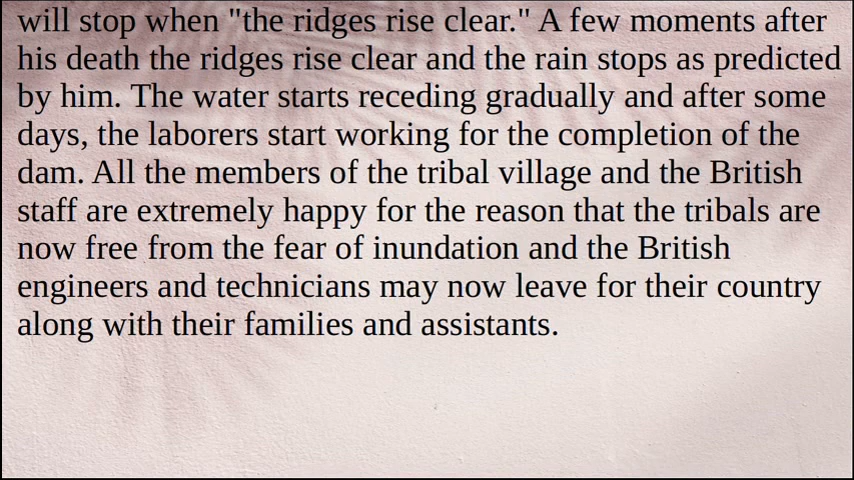 will stop when "the ridges rise clear." A few moments after
his death the ridges rise clear and the rain stops as predicted
by him. The water starts receding gradually and after some
days, the laborers start working for the completion of the
dam. All the members of the tribal village and the British
staff are extremely happy for the reason that the tribals are
now free from the fear of inundation and the British
engineers and technicians may now leave for their country
along with their families and assistants.